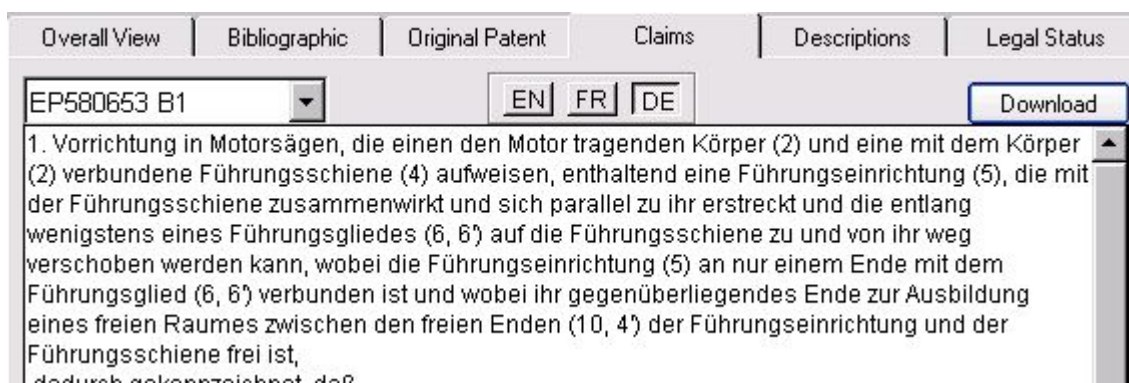 Overall View Bibliographic Original Patent Claims Descriptions Legal Status
EP580653 B1 EN FR DE Download
1. Vorrichtung in Motorsägen, die einen den Motor tragenden Körper (2) und eine mit dem Körper
(2) verbundene Führungsschiene (4) aufweisen, enthaltend eine Führungseinrichtung (5), die mit
der Führungsschiene zusammenwirkt und sich parallel zu ihr erstreckt und die entlang
wenigstens eines Führungsgliedes (6, 6') auf die Führungsschiene zu und von ihr weg
verschoben werden kann, wobei die Führungseinrichtung (5) an nur einem Ende mit dem
Führungsglied (6, 6') verbunden ist und wobei ihr gegenüberliegendes Ende zur Ausbildung
eines freien Raumes zwischen den freien Enden (10, 4') der Führungseinrichtung und der
Führungsschiene frei ist,
dadurch gekennzeichnet, daß